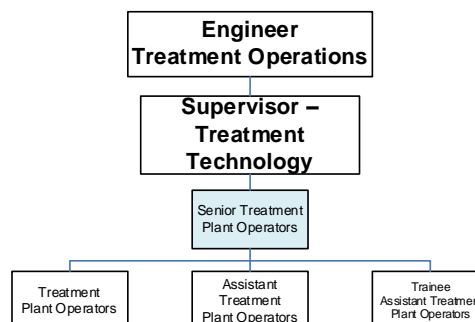 Engineer
Treatment Operations
Supervisor –
Treatment
Technology
Senior Treatment
Plant Operators
Treatment
Plant Operators
Assistant
Treatment
Plant Operators
Trainee
Assistant Treatment
Plant Operators